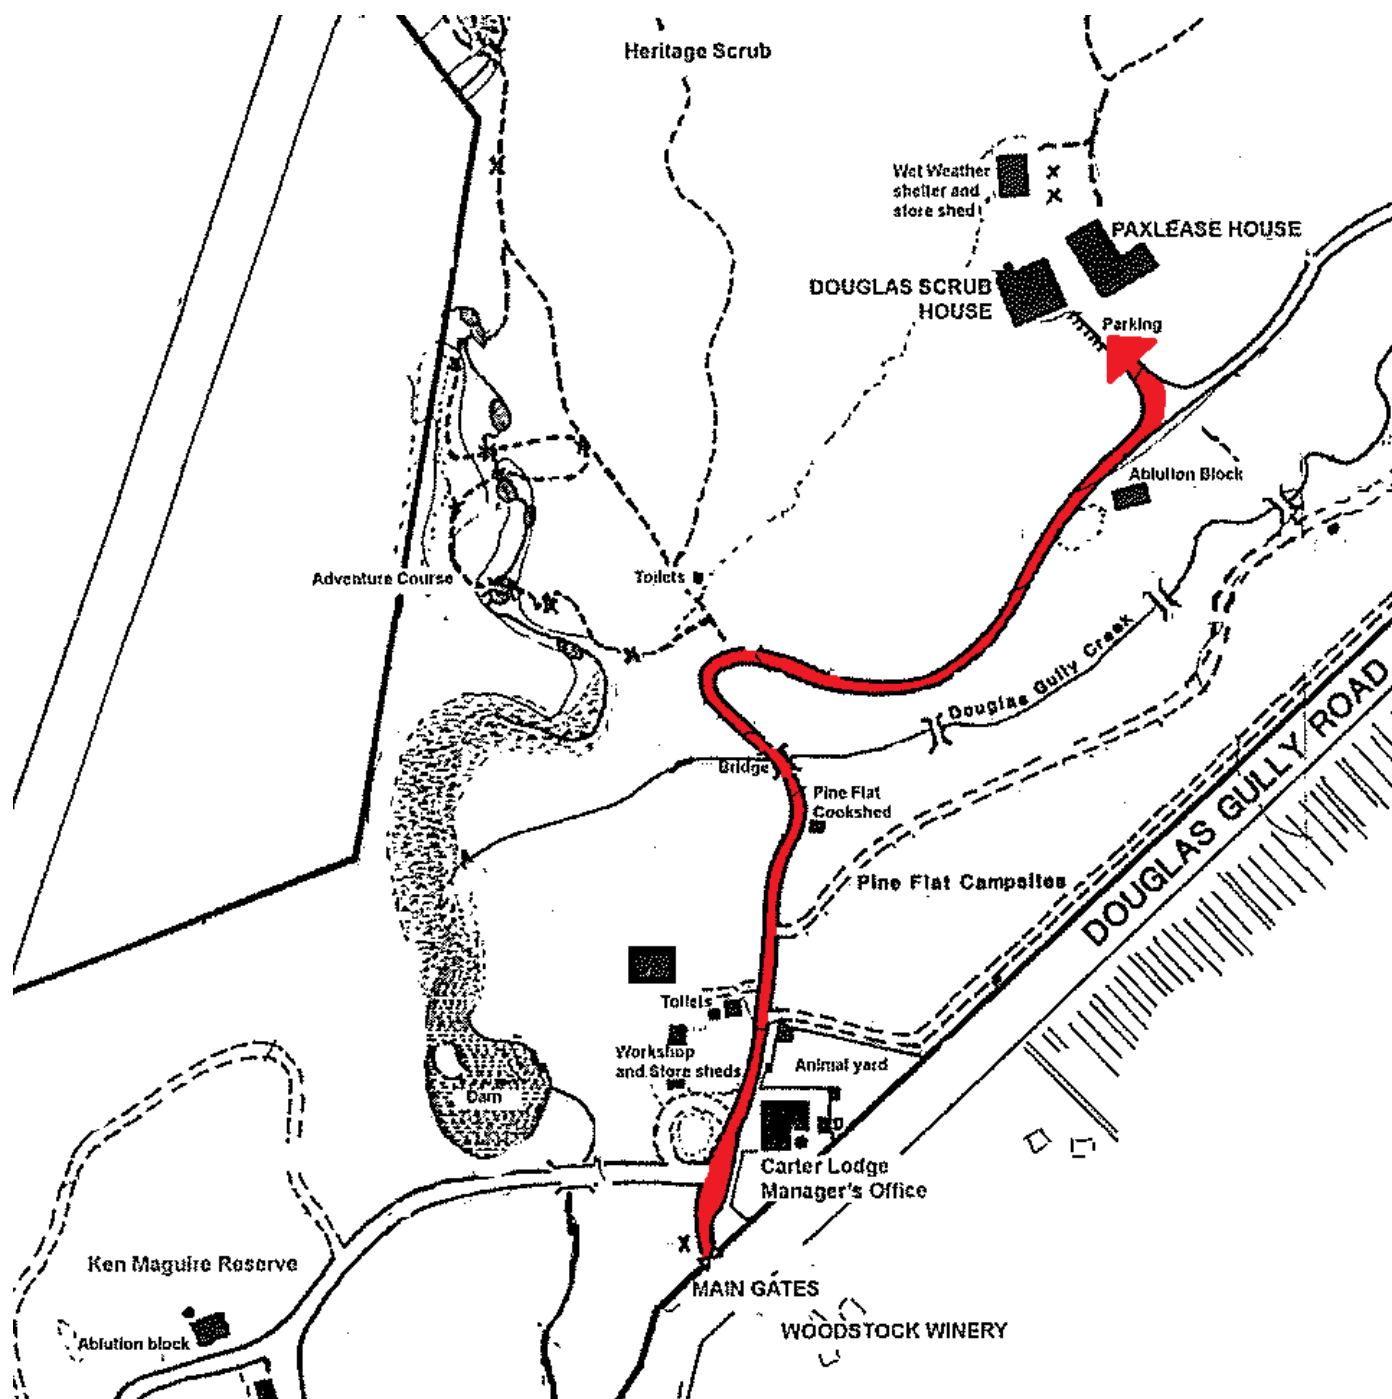 Heritage Scrub
Wet Weather
shelter and
store shed
PAXLEASE HOUSE
DOUGLAS SCRUB
HOUSE
Parking
Ablution Block
Adventure Course
Toilets
Douglas Gully Creek
Bridge
Pine Flat
Cookshed
DOUGLAS GULLY ROAD
Pine Flat Campsites
Toilets
Workshop
and Store sheds
Animal yard
Dam
Carter Lodge
Manager's Office
Ken Maguire Reserve
MAIN GATES
WOODSTOCK WINERY
Ablution block